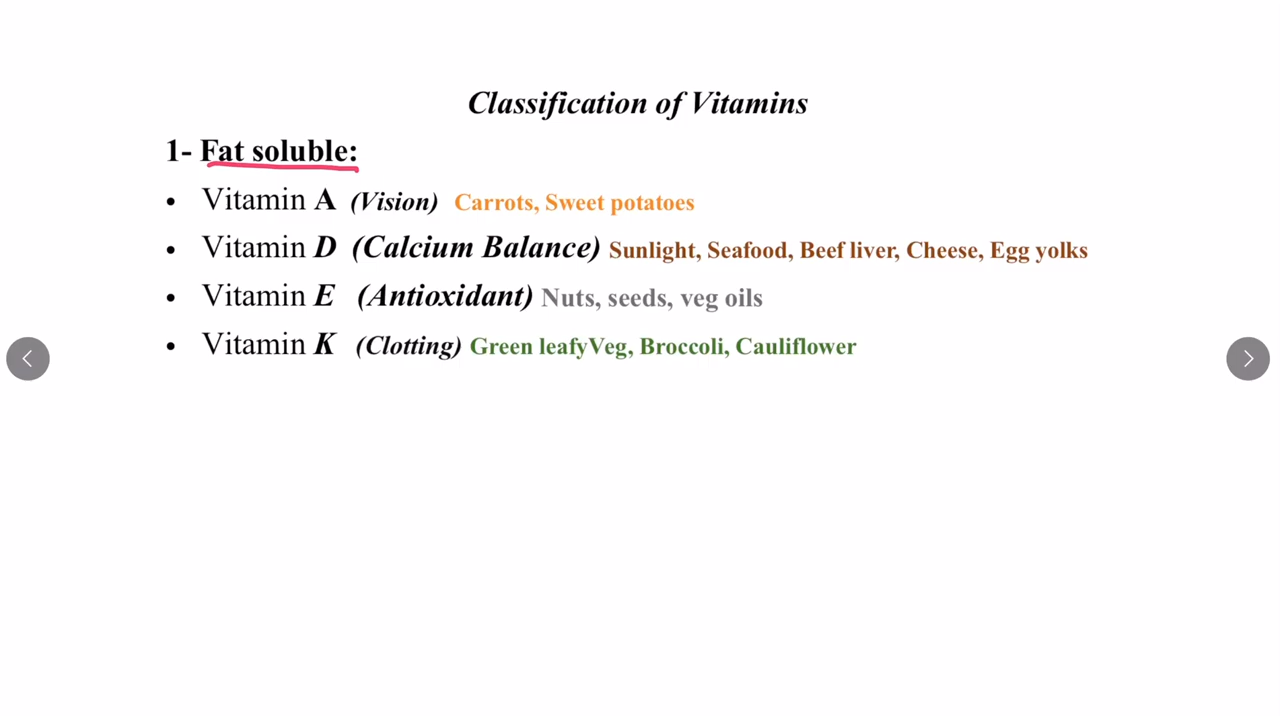 Classification of Vitamins
1- Fat soluble:
• Vitamin A (Vision) Carrots, Sweet potatoes
• Vitamin D (Calcium Balance) Sunlight, Seafood, Beef liver, Cheese, Egg yolks
• Vitamin E (Antioxidant) Nuts, seeds, veg oils
• Vitamin K (Clotting) Green leafyVeg, Broccoli, Cauliflower